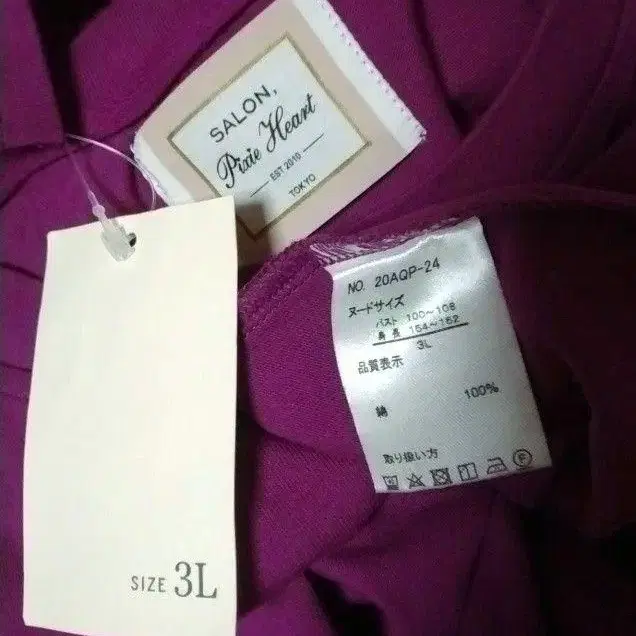 SALON,
Pixie Heart
EST 2010
TOKYO
NO. 20AQP-24
ヌードサイズ
バスト 100~108
身長 154~162
3L
品質表示
綿 100%
取り扱い方
F
SIZE 3L